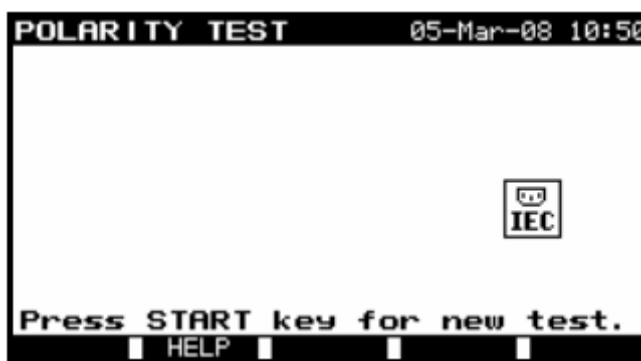 POLARITY TEST 05-Mar-08 10:50
IEC
Press START key for new test.
HELP